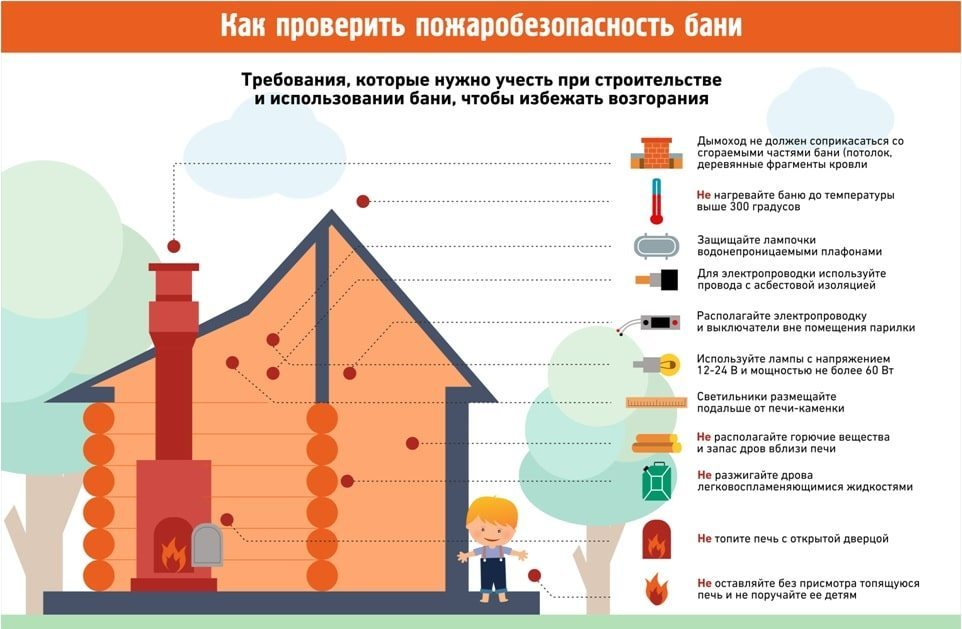 Как проверить пожаробезопасность бани
Требования, которые нужно учесть при строительстве
и использовании бани, чтобы избежать возгорания
Дымоход не должен соприкасаться со
сгораемыми частями бани (потолок,
деревянные фрагменты кровли
Не нагревайте баню до температуры
выше 300 градусов
Защищайте лампочки
водонепроницаемыми плафонами
Для электропроводки используйте
провода с асбестовой изоляцией
Располагайте электропроводку
и выключатели вне помещения парилки
Используйте лампы с напряжением
12-24 В и мощностью не более 60 Вт
Светильники размещайте
подальше от печи-каменки
Не располагайте горючие вещества
и запас дров вблизи печи
Не разжигайте дрова
легковоспламеняющимися жидкостями
Не топите печь с открытой дверцой
Не оставляйте без присмотра топящуюся
печь и не поручайте ее детям